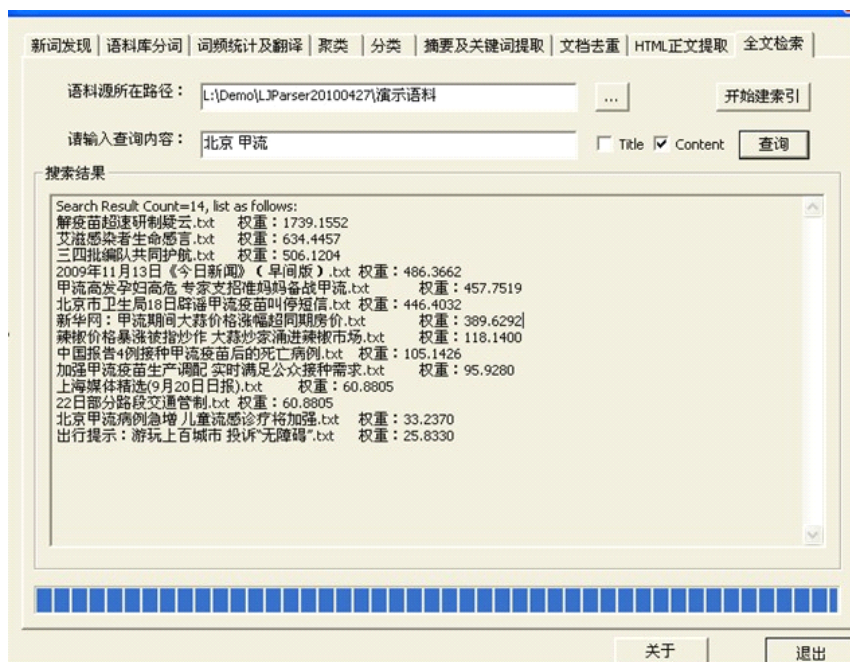 新词发现 语料库分词 词频统计及翻译 聚类 分类 摘要及关键词提取 文档去重 HTML正文提取 全文检索
语料源所在路径： L:\Demo\LJParser20100427\演示语料 ... 开始建索引
请输入查询内容： 北京 甲流 Title Content 查询
搜索结果
Search Result Count=14, list as follows:
解疫苗超速研制疑云.txt 权重：1739.1552
艾滋感染者生命感言.txt 权重：634.4457
三四批编队共同护航.txt 权重：506.1204
2009年11月13日《今日新闻》（早间版）.txt 权重：486.3662
甲流高发孕妇高危 专家支招准妈妈备战甲流.txt 权重：457.7519
北京市卫生局18日辟谣甲流疫苗叫停短信.txt 权重：446.4032
新华网：甲流期间大蒜价格涨幅超同期房价.txt 权重：389.6292
辣椒价格暴涨被指炒作 大蒜炒家涌进辣椒市场.txt 权重：118.1400
中国报告4例接种甲流疫苗后的死亡病例.txt 权重：105.1426
加强甲流疫苗生产调配 实时满足公众接种需求.txt 权重：95.9280
上海媒体精选(9月20日日报).txt 权重：60.8805
22日部分路段交通管制.txt 权重：60.8805
北京甲流病例急增 儿童流感诊疗将加强.txt 权重：33.2370
出行提示：游玩上百城市 投诉“无障碍”.txt 权重：25.8330
关于 退出